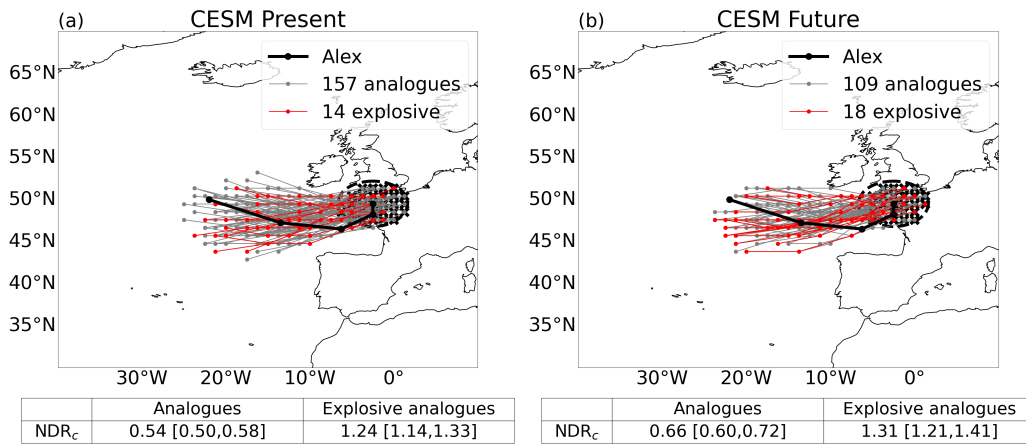 (a) CESM Present
Alex
157 analogues
14 explosive
65°N
60°N
55°N
50°N
45°N
40°N
35°N
30°W 20°W 10°W 0°
Analogues Explosive analogues
NDRc 0.54 [0.50,0.58] 1.24 [1.14,1.33]
(b) CESM Future
Alex
109 analogues
18 explosive
65°N
60°N
55°N
50°N
45°N
40°N
35°N
30°W 20°W 10°W 0°
Analogues Explosive analogues
NDRc 0.66 [0.60,0.72] 1.31 [1.21,1.41]